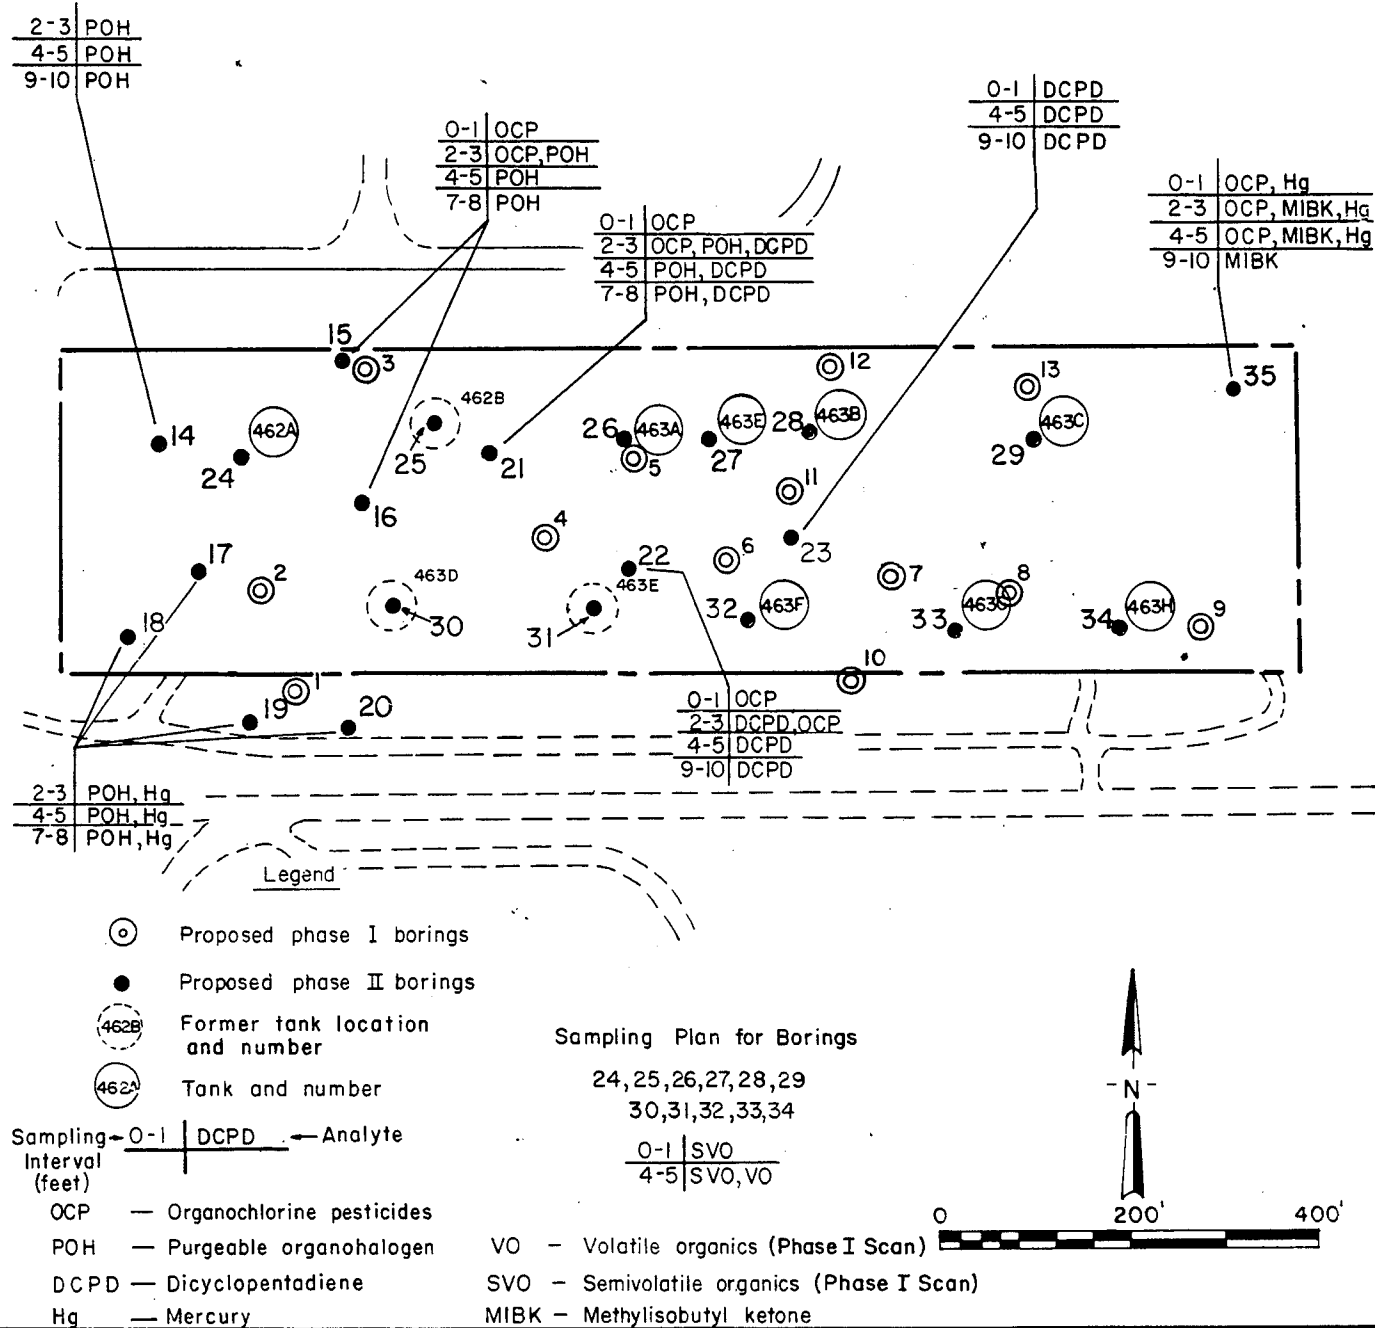 2-3 POH
4-5 POH
9-10 POH
0-1 OCP
2-3 OCP, POH
4-5 POH
7-8 POH
0-1 OCP
2-3 OCP, POH, DCPD
4-5 POH, DCPD
7-8 POH, DCPD
0-1 DCPD
4-5 DCPD
9-10 DCPD
0-1 OCP, Hg
2-3 OCP, MIBK, Hg
4-5 OCP, MIBK, Hg
9-10 MIBK
15
3
12
13
35
14
462A
24
462B
25
21
26
463A
5
463E
27
28
463B
463C
29
16
11
4
6
23
17
2
22
7
8
18
463D
30
463E
31
32
463F
33
463G
34
463H
9
1
10
19
20
0-1 OCP
2-3 DCPD, OCP
4-5 DCPD
9-10 DCPD
2-3 POH, Hg
4-5 POH, Hg
7-8 POH, Hg
Legend
Proposed phase I borings
Proposed phase II borings
462B Former tank location
and number
462A Tank and number
Sampling 0-1 DCPD Analyte
Interval
(feet)
OCP — Organochlorine pesticides
POH — Purgeable organohalogen
DCPD — Dicyclopentadiene
Hg — Mercury
VO – Volatile organics (Phase I Scan)
SVO – Semivolatile organics (Phase I Scan)
MIBK – Methylisobutyl ketone
Sampling Plan for Borings
24,25,26,27,28,29
30,31,32,33,34
0-1 SVO
4-5 SVO, VO
-N-
0 200' 400'